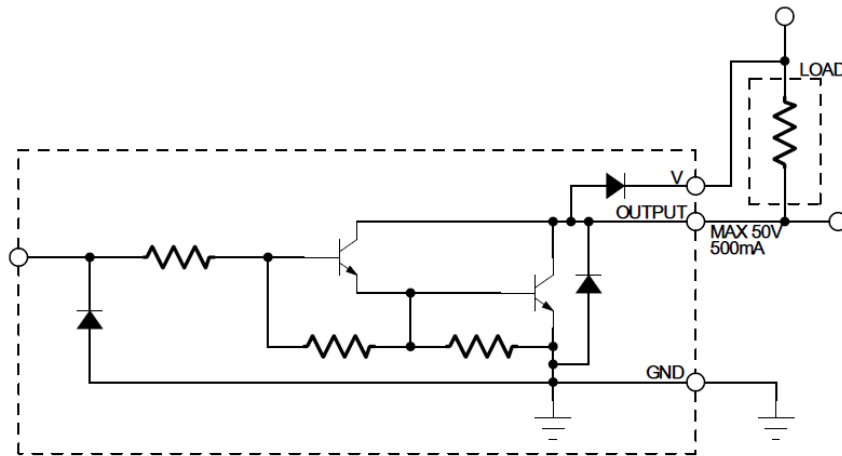 LOAD
V
OUTPUT
MAX 50V
500mA
GND